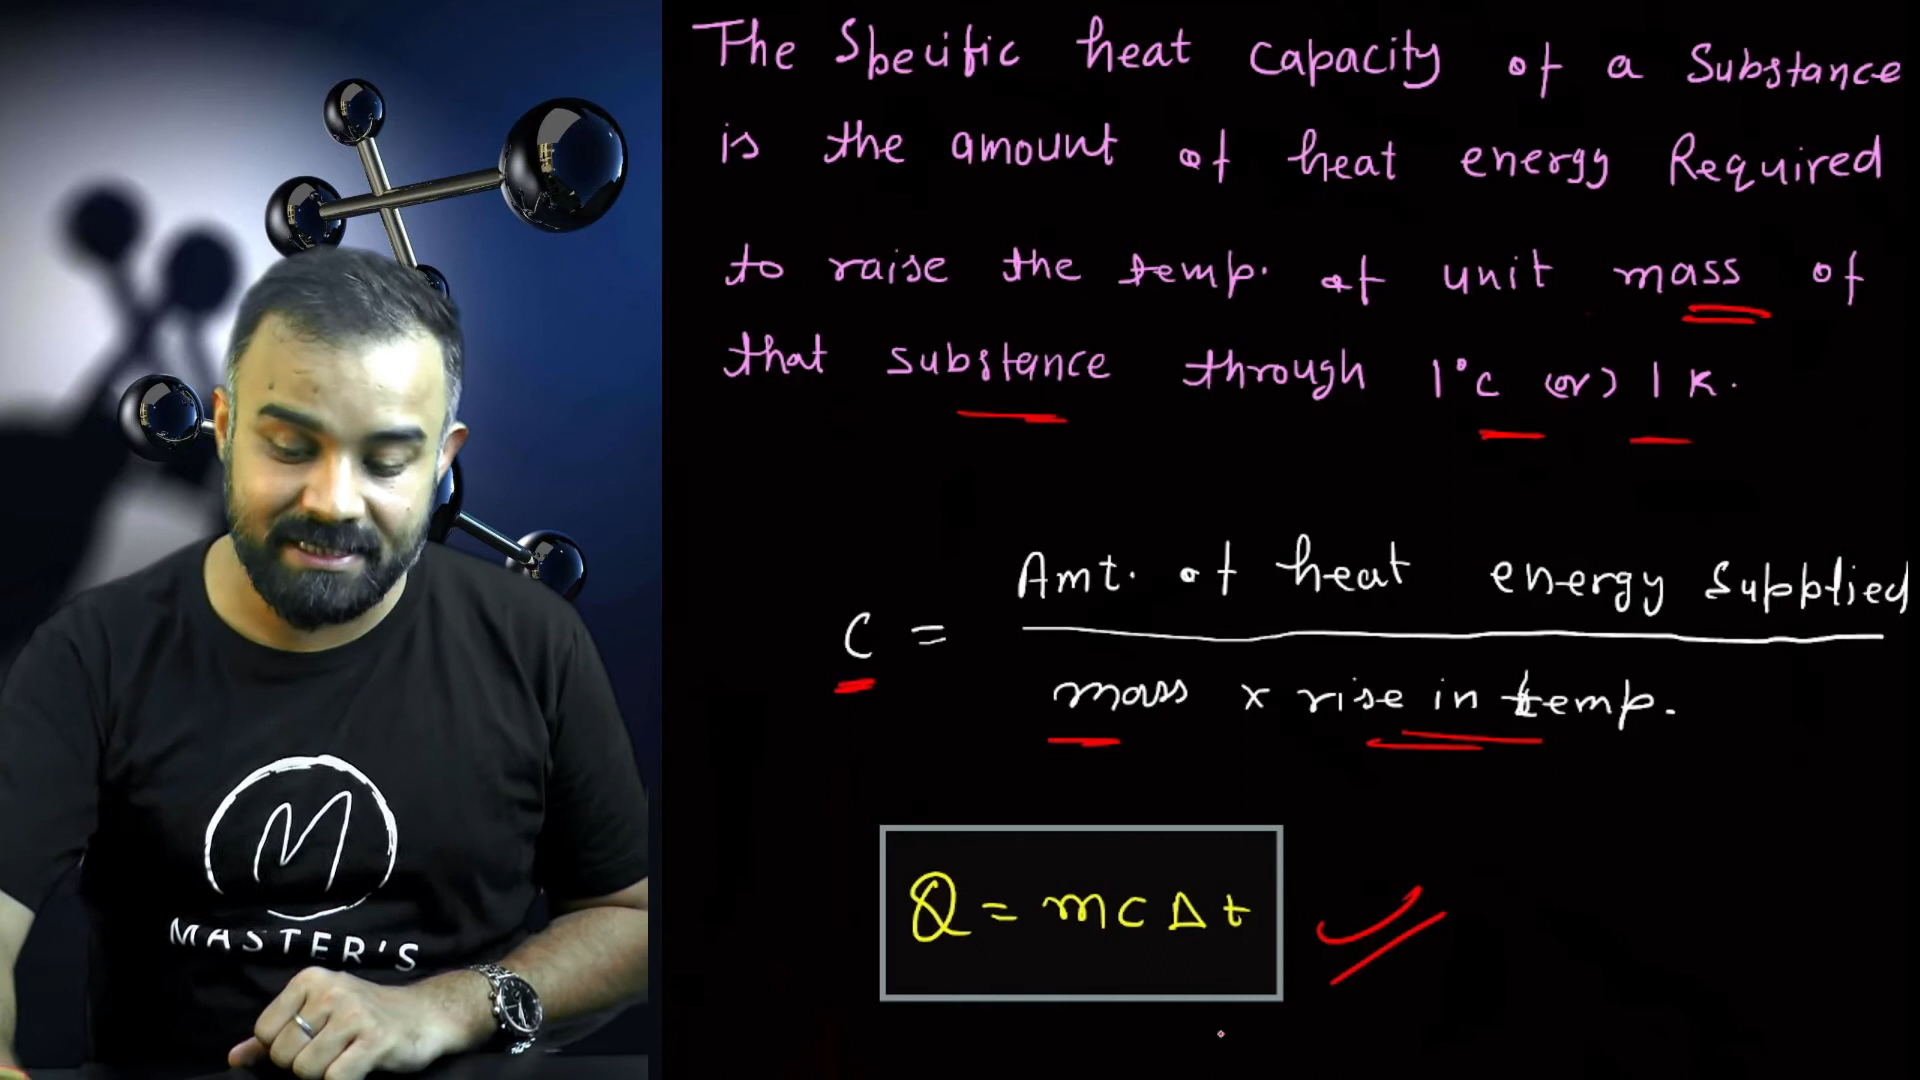 The Specific heat capacity of a Substance
is the amount of heat energy Required
to raise the temp. of unit mass of
that substance through 1°C (or) 1 K.
C = Amt. of heat energy Supplied
mass x rise in temp.
Q = mcΔt
M
MASTER'S